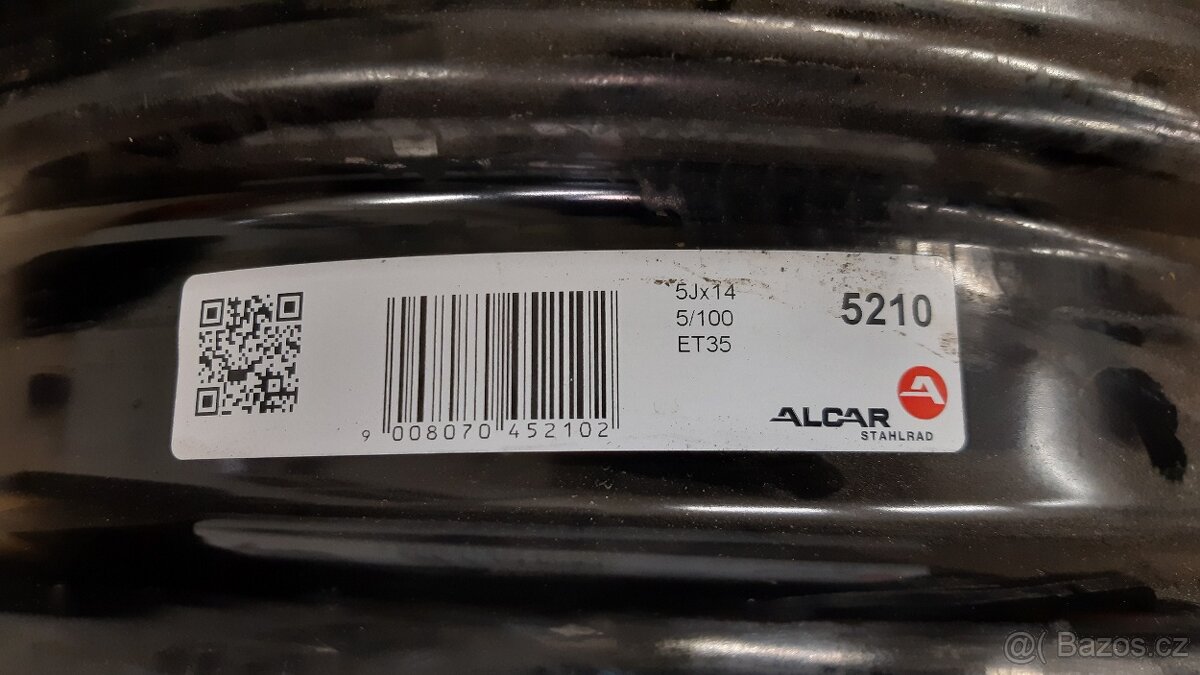 5Jx14
5/100
ET35
5210
ALCAR
STAHLRAD
9 008070 452102
@( Bazos.cz